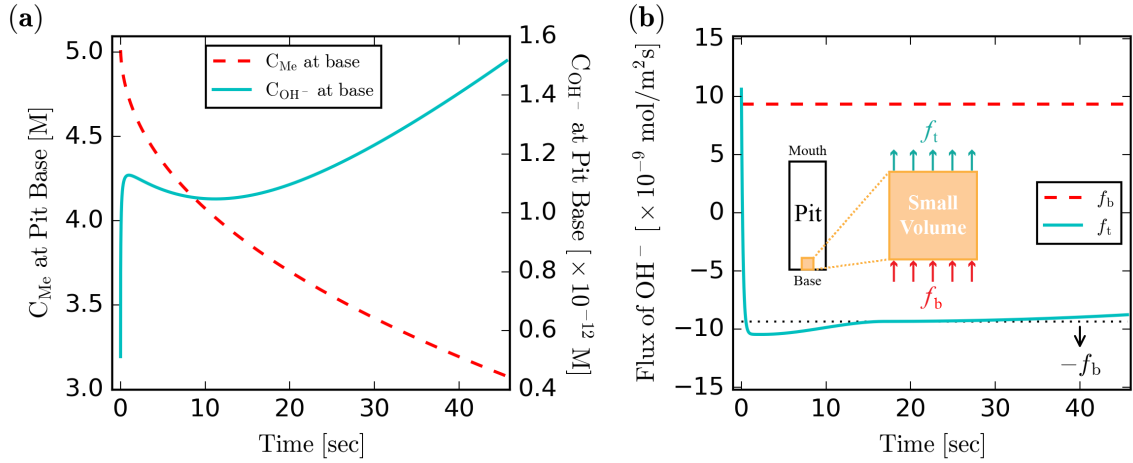 (a)
5.0
4.5
4.0
3.5
3.0
C_Me at Pit Base [M]
C_Me at base
C_OH⁻ at base
1.6
1.4
1.2
1.0
0.8
0.6
0.4
C_OH⁻ at Pit Base [×10⁻¹² M]
0 10 20 30 40
Time [sec]
(b)
15
10
5
0
−5
−10
−15
Flux of OH⁻ [×10⁻⁹ mol/m²s]
f_t
Mouth
Pit
Base
Small
Volume
f_b
f_b
f_t
−f_b
0 10 20 30 40
Time [sec]